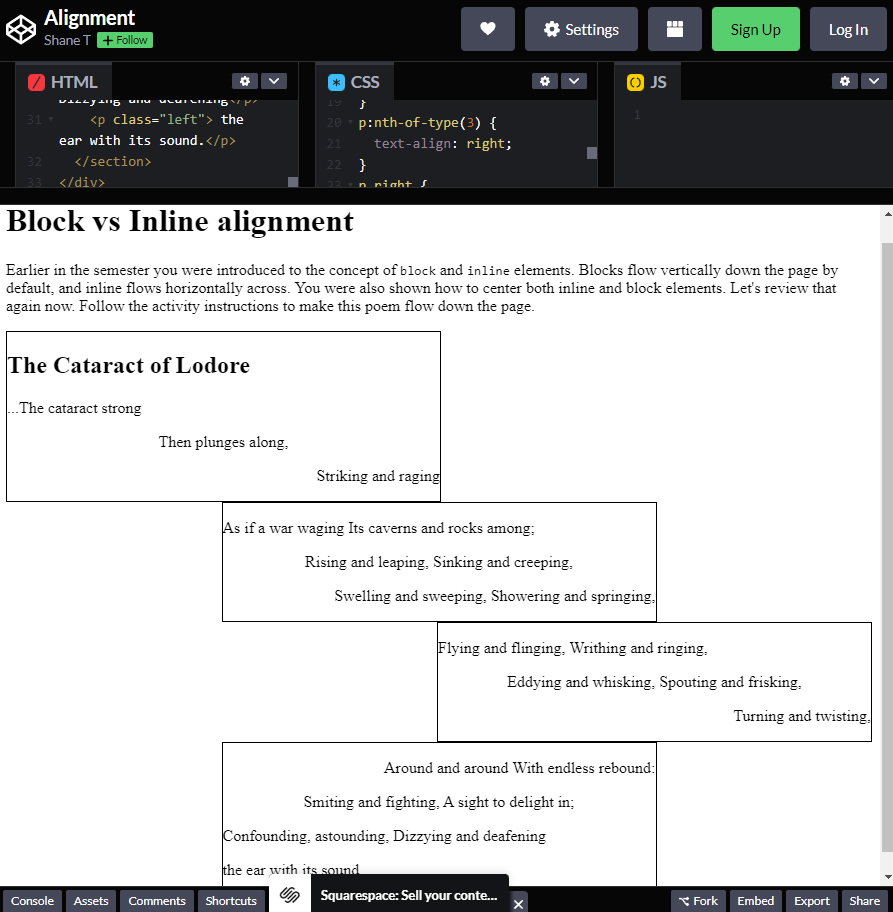 Alignment
Shane T + Follow
Settings
Sign Up
Log In
HTML
CSS
JS
Dizzying and deafening</p>
31 <p class="left"> the
ear with its sound.</p>
32 </section>
33 </div>
19 }
20 p:nth-of-type(3) {
21 text-align: right;
22 }
23 p.right {
1
Block vs Inline alignment
Earlier in the semester you were introduced to the concept of block and inline elements. Blocks flow vertically down the page by
default, and inline flows horizontally across. You were also shown how to center both inline and block elements. Let's review that
again now. Follow the activity instructions to make this poem flow down the page.
The Cataract of Lodore
...The cataract strong
Then plunges along,
Striking and raging
As if a war waging Its caverns and rocks among;
Rising and leaping, Sinking and creeping,
Swelling and sweeping, Showering and springing,
Flying and flinging, Writhing and ringing,
Eddying and whisking, Spouting and frisking,
Turning and twisting,
Around and around With endless rebound:
Smiting and fighting, A sight to delight in;
Confounding, astounding, Dizzying and deafening
the ear with its sound
Console
Assets
Comments
Shortcuts
Squarespace: Sell your conte...
Fork
Embed
Export
Share